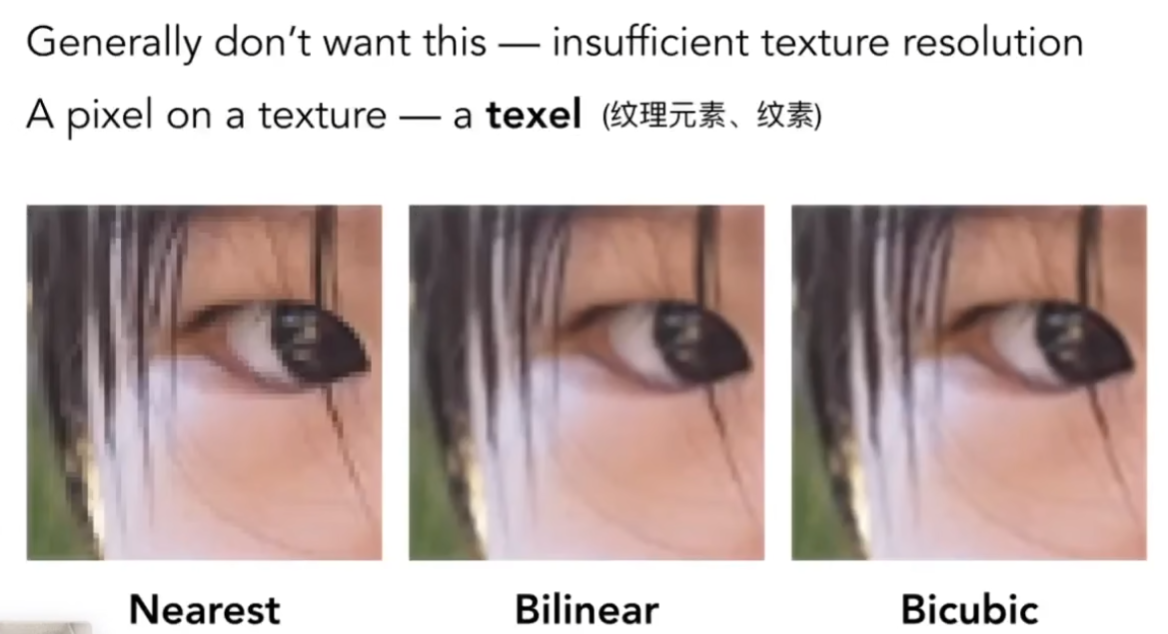 Generally don’t want this — insufficient texture resolution
A pixel on a texture — a texel (纹理元素、纹素)
Nearest
Bilinear
Bicubic